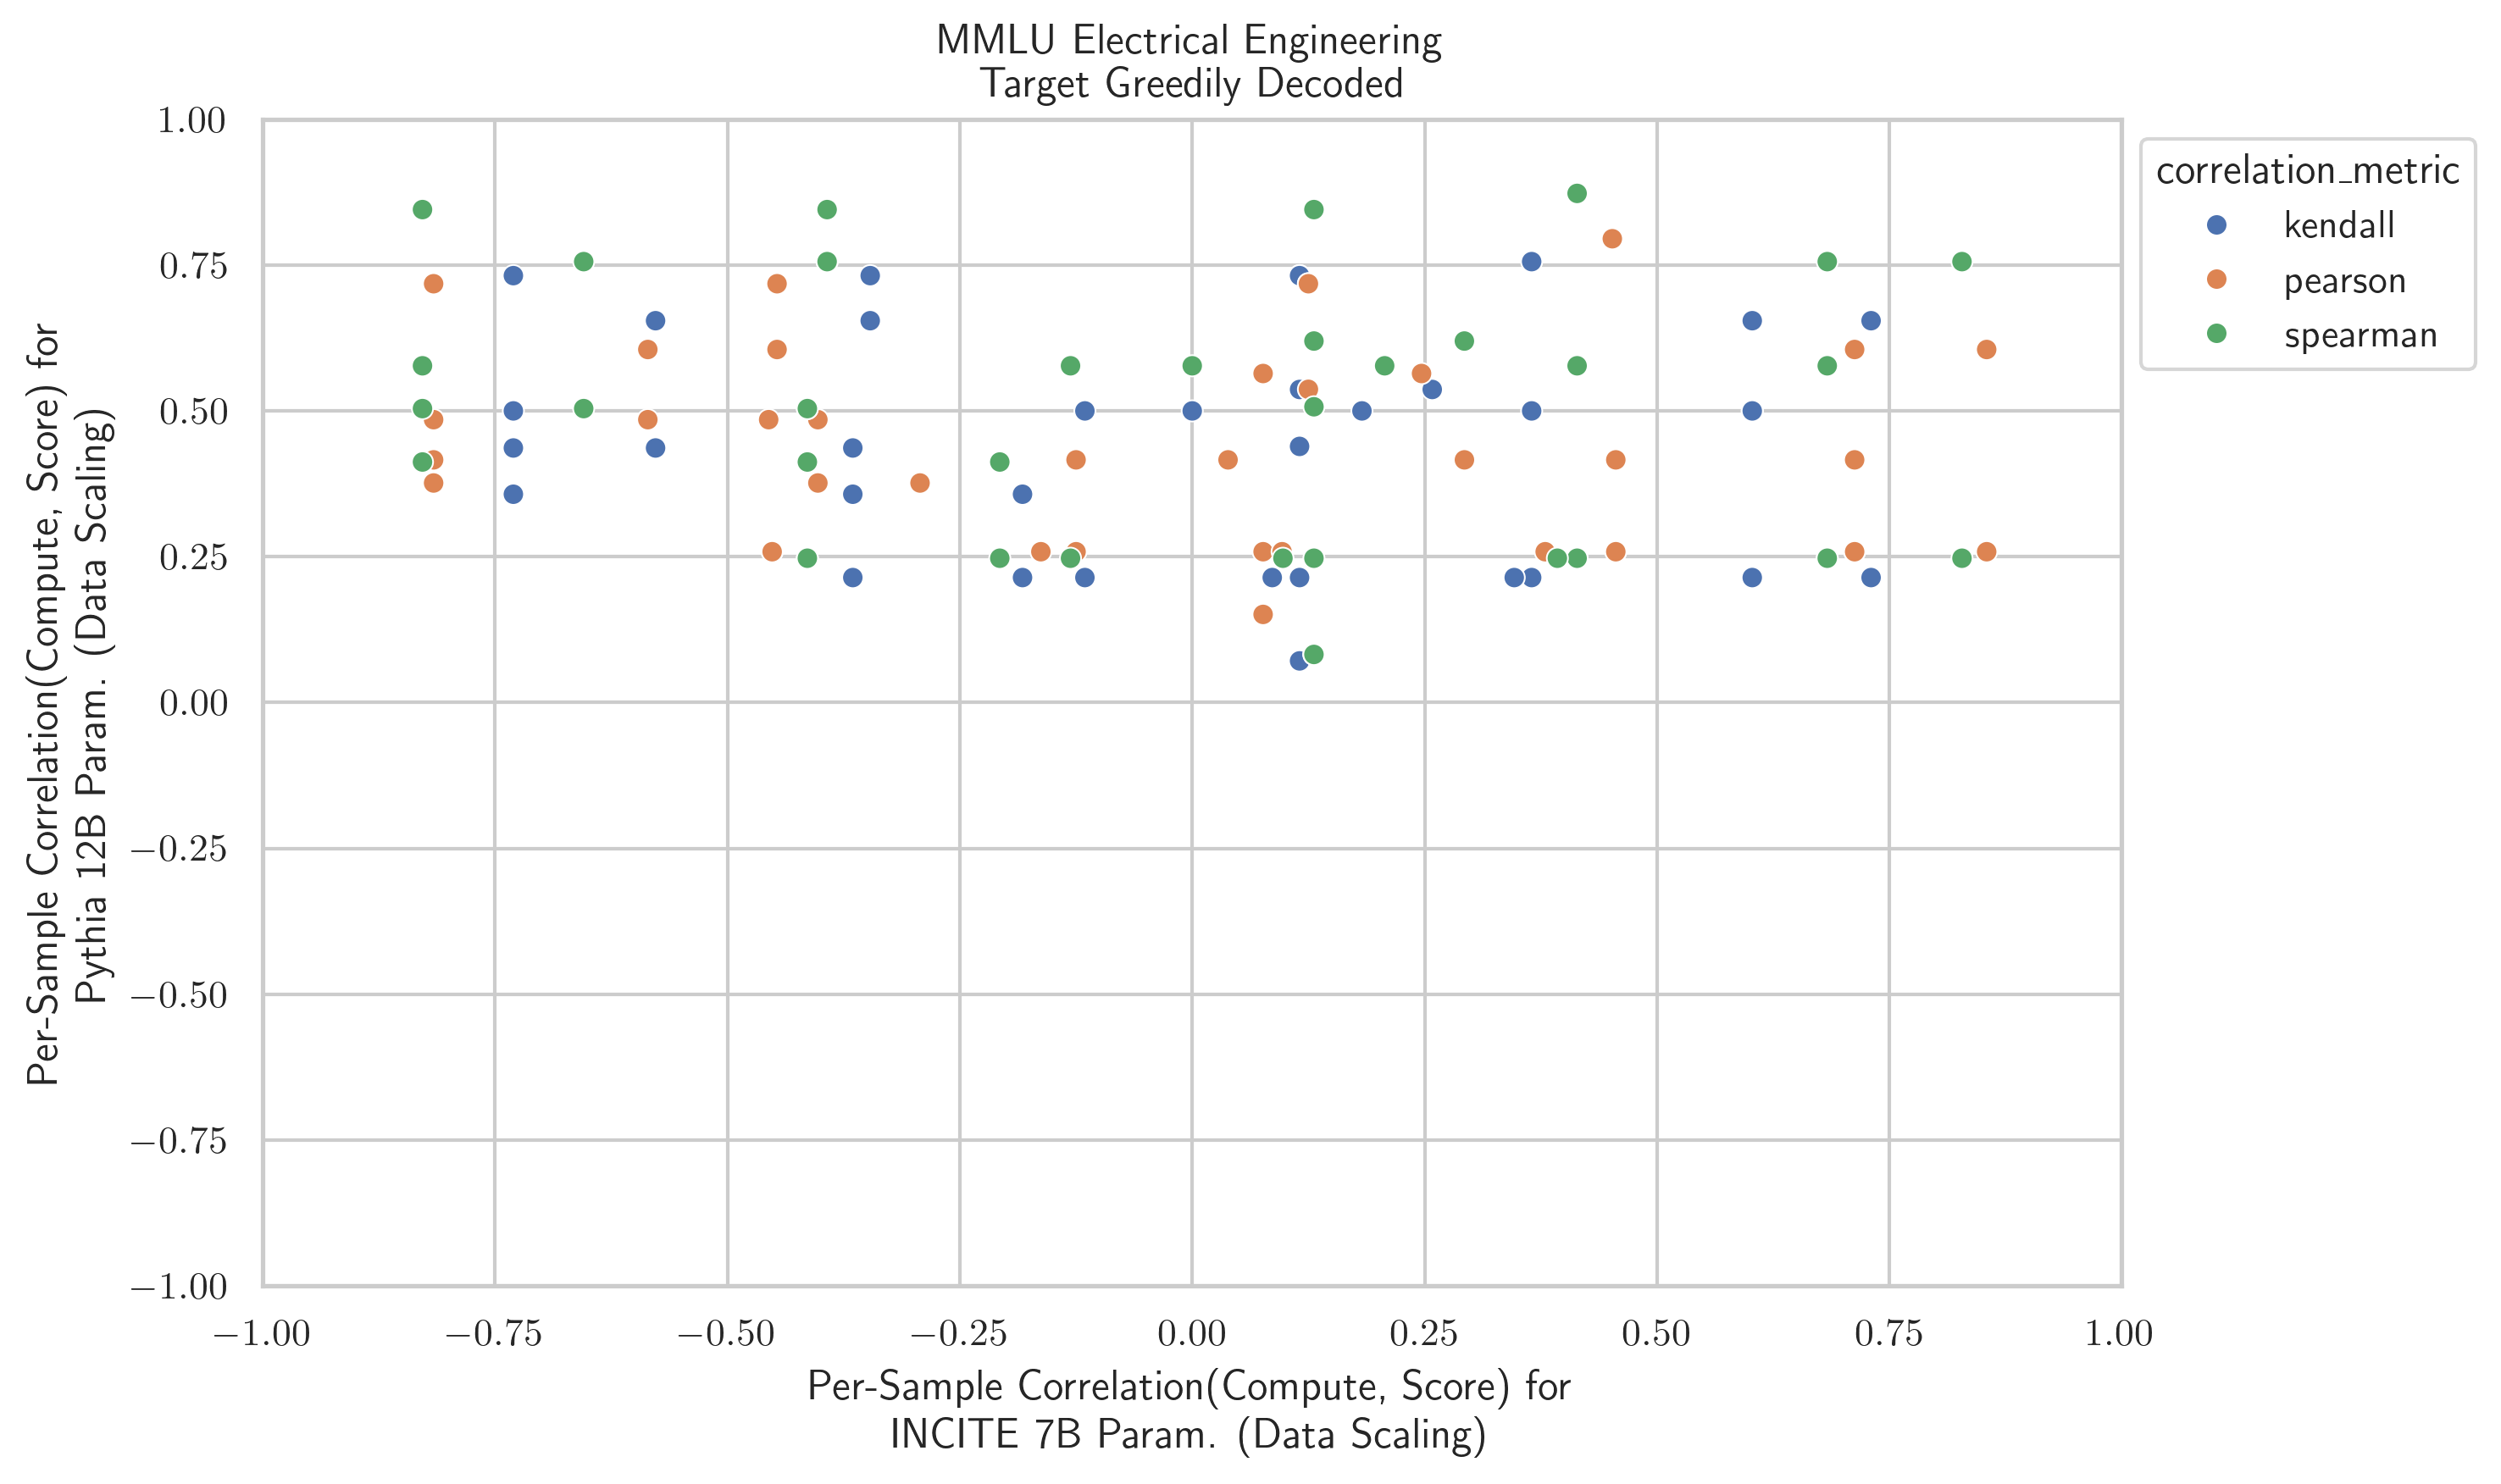 MMLU Electrical Engineering
Target Greedily Decoded
1.00
0.75
0.50
0.25
0.00
−0.25
−0.50
−0.75
−1.00
Per-Sample Correlation(Compute, Score) for
Pythia 12B Param. (Data Scaling)
−1.00 −0.75 −0.50 −0.25 0.00 0.25 0.50 0.75 1.00
Per-Sample Correlation(Compute, Score) for
INCITE 7B Param. (Data Scaling)
correlation_metric
kendall
pearson
spearman